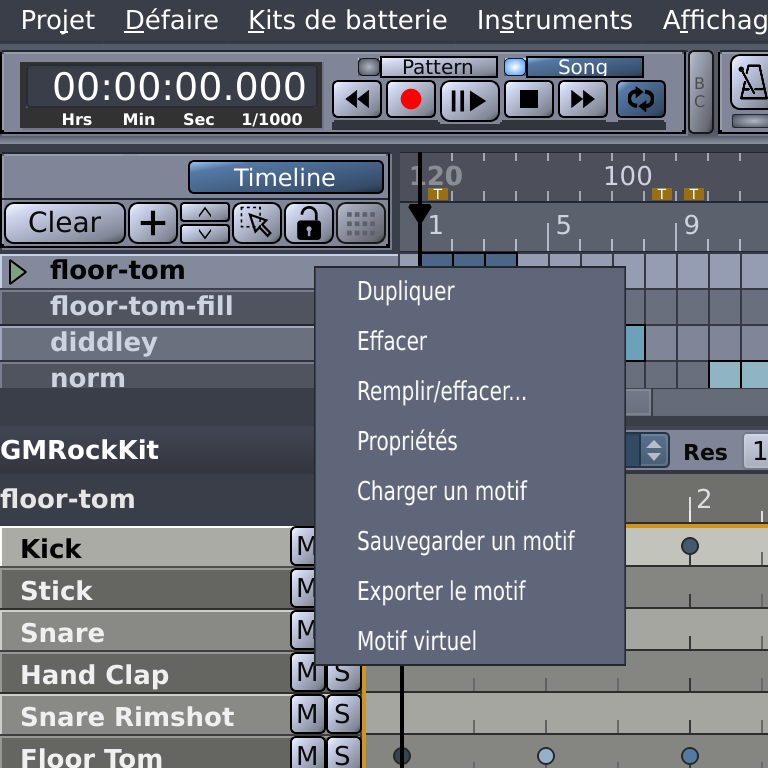 Projet Défaire Kits de batterie Instruments Affichag
Pattern Song
00:00:00.000
Hrs Min Sec 1/1000
B
C
Timeline
120 100
T T T
Clear
1 5 9
floor-tom
floor-tom-fill
diddley
norm
Dupliquer
Effacer
Remplir/effacer...
Propriétés
Charger un motif
Sauvegarder un motif
Exporter le motif
Motif virtuel
GMRockKit
Res 1
floor-tom
2
Kick M
Stick M
Snare M
Hand Clap M S
Snare Rimshot M S
Floor Tom M S